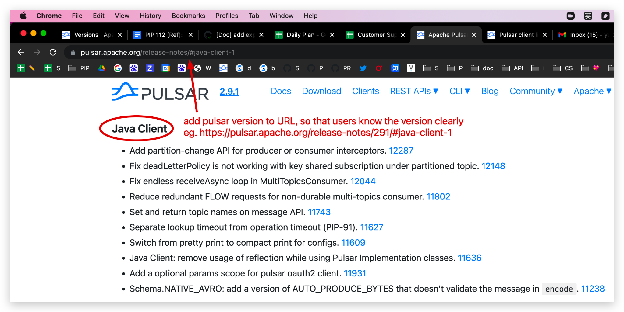 Chrome File Edit View History Bookmarks Profiles Tab Window Help
Versions · Ap PIP 112 [Ref] [Doc] add ex Daily Plan - Customer Su Apache Pulsa Pulsar client Inbox (15) - y
pulsar.apache.org/release-notes/#java-client-1
S PIP W d b S P PR S P doc API CS
PULSAR 2.9.1 Docs Download Clients REST APIs ▼ CLI ▼ Blog Community ▼ Apache ▼
add pulsar version to URL, so that users know the version clearly
eg. https://pulsar.apache.org/release-notes/291/#java-client-1
Java Client
• Add partition-change API for producer or consumer interceptors. 12287
• Fix deadLetterPolicy is not working with key shared subscription under partitioned topic. 12148
• Fix endless receiveAsync loop in MultiTopicsConsumer. 12044
• Reduce redundant FLOW requests for non-durable multi-topics consumer. 11802
• Set and return topic names on message API. 11743
• Separate lookup timeout from operation timeout (PIP-91). 11627
• Switch from pretty print to compact print for configs. 11609
• Java Client: remove usage of reflection while using Pulsar Implementation classes. 11636
• Add a optional params scope for pulsar oauth2 client. 11931
• Schema.NATIVE_AVRO: add a version of AUTO_PRODUCE_BYTES that doesn't validate the message in encode . 11238